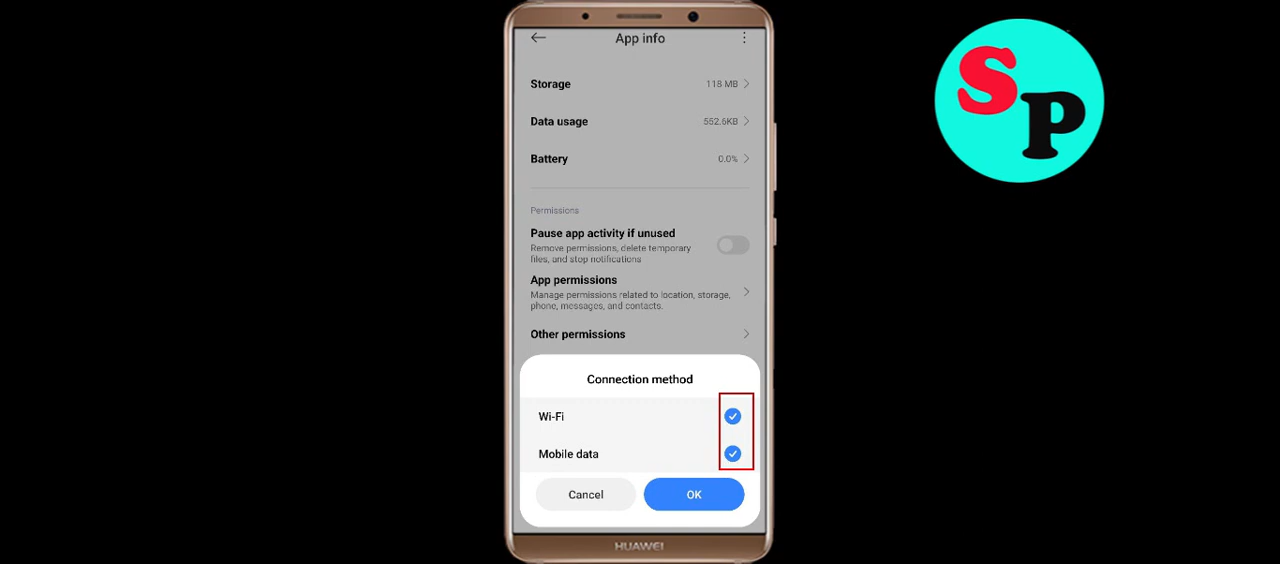 App info
Storage
118 MB
Data usage
552.6KB
Battery
0.0%
Permissions
Pause app activity if unused
Remove permissions, delete temporary
files, and stop notifications
App permissions
Manage permissions related to location, storage,
phone, messages, and contacts.
Other permissions
Connection method
Wi-Fi
Mobile data
Cancel
OK
HUAWEI
SP